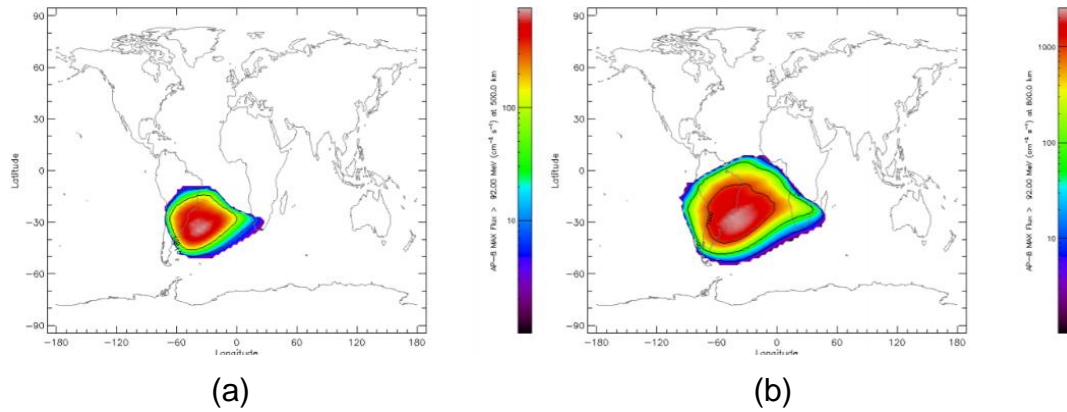 90
60
30
0
-30
-60
-90
Latitude
-180 -120 -60 0 60 120 180
Longitude
100
10
AP-8 MAX Flux > 92.00 MeV (cm⁻² s⁻¹) at 500.0 km
(a)
90
60
30
0
-30
-60
-90
Latitude
-180 -120 -60 0 60 120 180
Longitude
1000
100
10
AP-8 MAX Flux > 92.00 MeV (cm⁻² s⁻¹) at 800.0 km
(b)